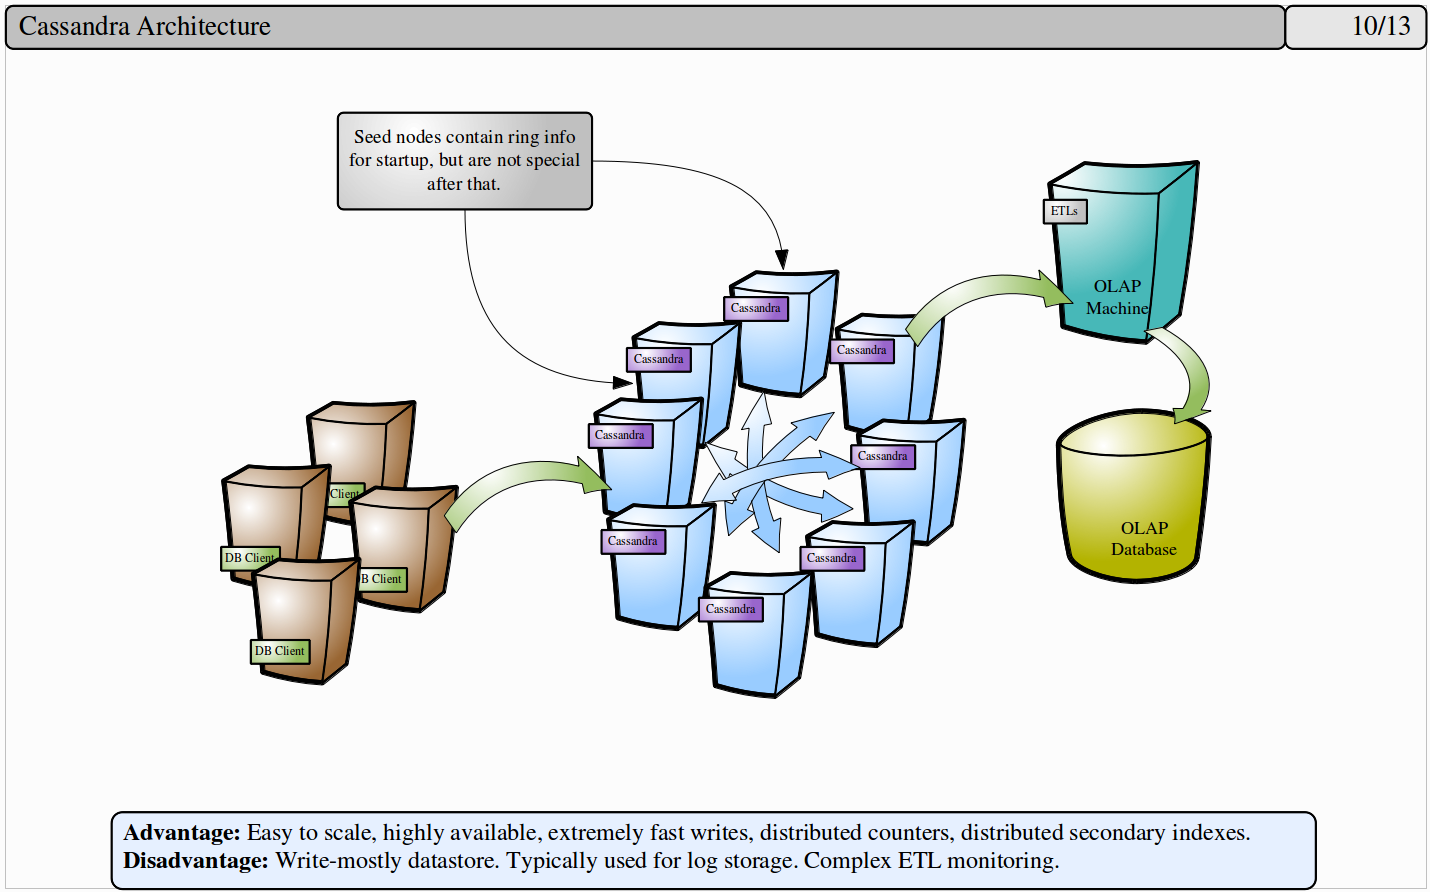 Cassandra Architecture
10/13
Seed nodes contain ring info
for startup, but are not special
after that.
ETLs
OLAP
Machine
Cassandra
Cassandra
Cassandra
Cassandra
Cassandra
Cassandra
Cassandra
Cassandra
Cassandra
Client
DB Client
B Client
DB Client
OLAP
Database
Advantage: Easy to scale, highly available, extremely fast writes, distributed counters, distributed secondary indexes.
Disadvantage: Write-mostly datastore. Typically used for log storage. Complex ETL monitoring.